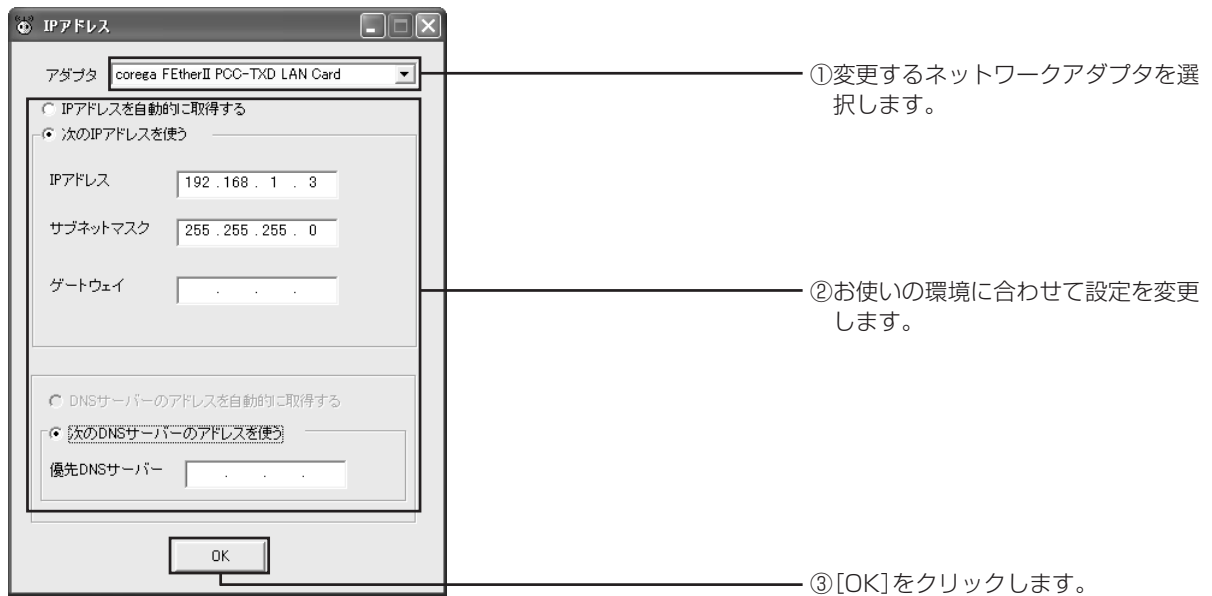 IPアドレス
アダプタ corega FEtherII PCC-TXD LAN Card
①変更するネットワークアダプタを選
択します。
IPアドレスを自動的に取得する
次のIPアドレスを使う
IPアドレス 192 . 168 . 1 . 3
サブネットマスク 255 . 255 . 255 . 0
ゲートウェイ . . .
②お使いの環境に合わせて設定を変更
します。
DNSサーバーのアドレスを自動的に取得する
次のDNSサーバーのアドレスを使う
優先DNSサーバー . . .
OK
③[OK]をクリックします。